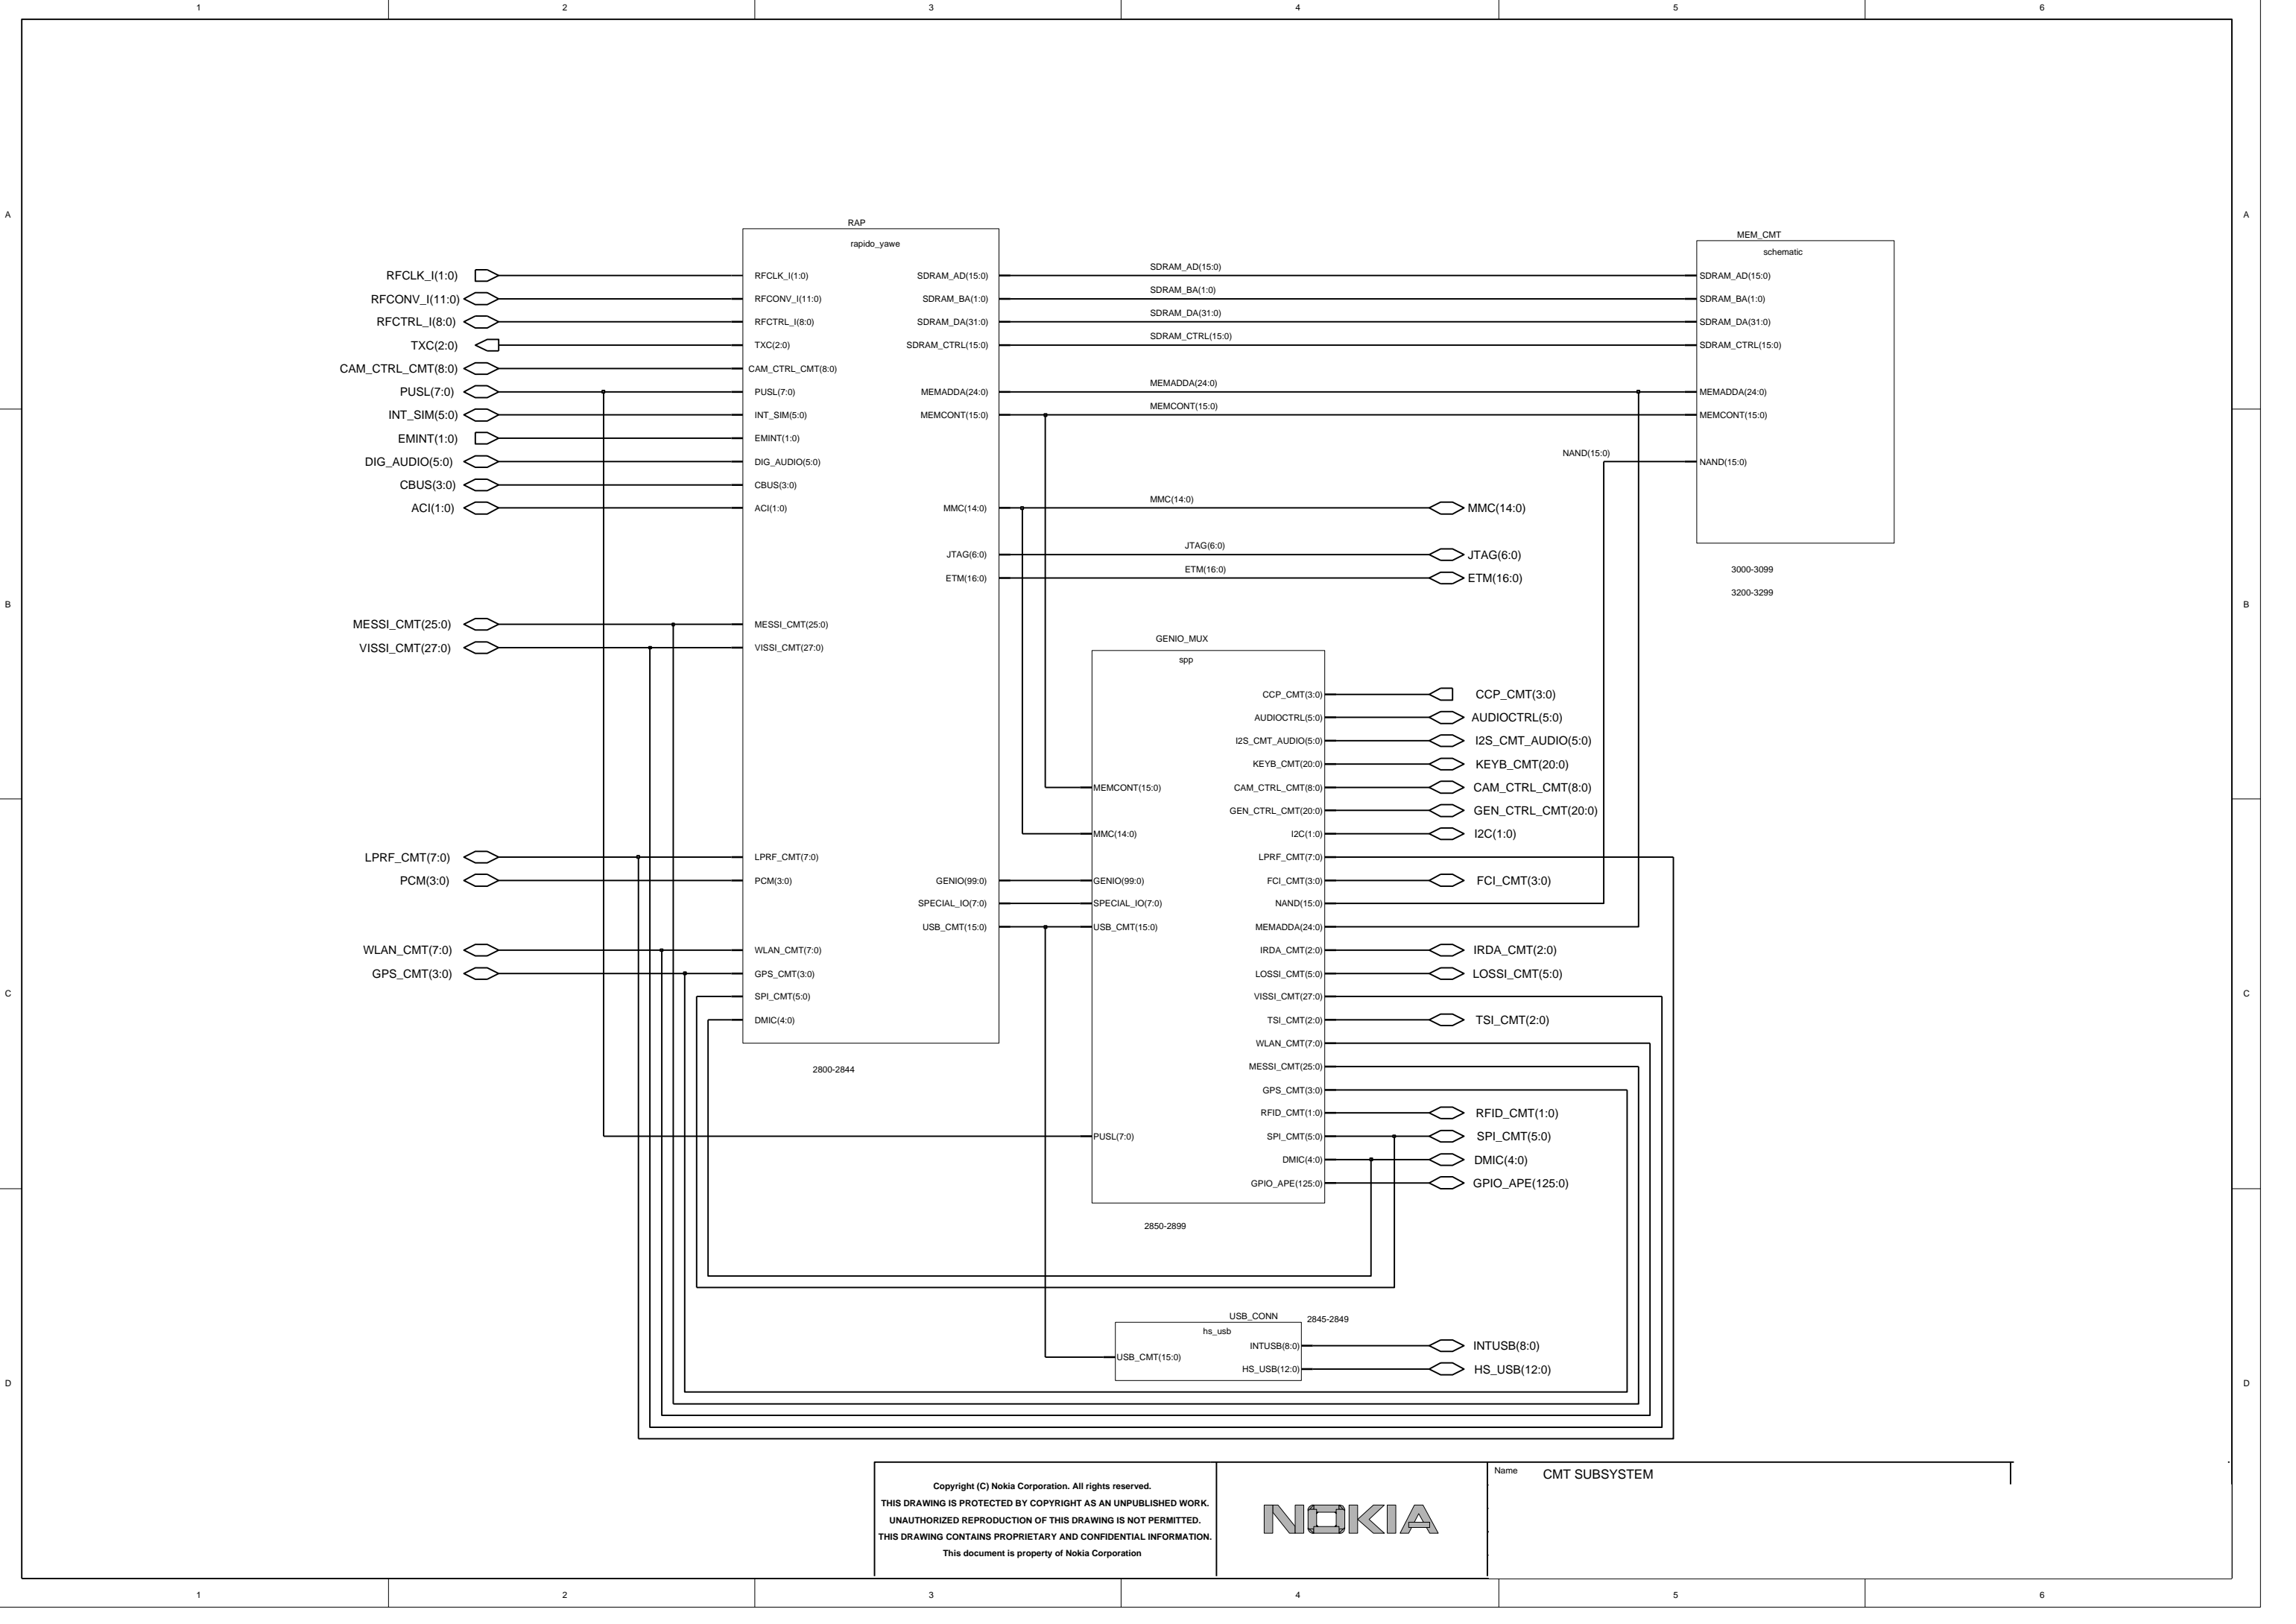 1 2 3 4 5 6
A A
B B
C C
D D
RAP
rapido_yawe
RFCLK_I(1:0)
RFCONV_I(11:0)
RFCTRL_I(8:0)
TXC(2:0)
CAM_CTRL_CMT(8:0)
PUSL(7:0)
INT_SIM(5:0)
EMINT(1:0)
DIG_AUDIO(5:0)
CBUS(3:0)
ACI(1:0)
MESSI_CMT(25:0)
VISSI_CMT(27:0)
LPRF_CMT(7:0)
PCM(3:0)
WLAN_CMT(7:0)
GPS_CMT(3:0)
RFCLK_I(1:0)
RFCONV_I(11:0)
RFCTRL_I(8:0)
TXC(2:0)
CAM_CTRL_CMT(8:0)
PUSL(7:0)
INT_SIM(5:0)
EMINT(1:0)
DIG_AUDIO(5:0)
CBUS(3:0)
ACI(1:0)
MESSI_CMT(25:0)
VISSI_CMT(27:0)
LPRF_CMT(7:0)
PCM(3:0)
WLAN_CMT(7:0)
GPS_CMT(3:0)
SPI_CMT(5:0)
DMIC(4:0)
SDRAM_AD(15:0)
SDRAM_BA(1:0)
SDRAM_DA(31:0)
SDRAM_CTRL(15:0)
MEMADDA(24:0)
MEMCONT(15:0)
MMC(14:0)
JTAG(6:0)
ETM(16:0)
GENIO(99:0)
SPECIAL_IO(7:0)
USB_CMT(15:0)
2800-2844
SDRAM_AD(15:0)
SDRAM_BA(1:0)
SDRAM_DA(31:0)
SDRAM_CTRL(15:0)
MEMADDA(24:0)
MEMCONT(15:0)
NAND(15:0)
MMC(14:0)
JTAG(6:0)
ETM(16:0)
MMC(14:0)
JTAG(6:0)
ETM(16:0)
MEM_CMT
schematic
SDRAM_AD(15:0)
SDRAM_BA(1:0)
SDRAM_DA(31:0)
SDRAM_CTRL(15:0)
MEMADDA(24:0)
MEMCONT(15:0)
NAND(15:0)
3000-3099
3200-3299
GENIO_MUX
spp
MEMCONT(15:0)
MMC(14:0)
GENIO(99:0)
SPECIAL_IO(7:0)
USB_CMT(15:0)
PUSL(7:0)
CCP_CMT(3:0)
AUDIOCTRL(5:0)
I2S_CMT_AUDIO(5:0)
KEYB_CMT(20:0)
CAM_CTRL_CMT(8:0)
GEN_CTRL_CMT(20:0)
I2C(1:0)
LPRF_CMT(7:0)
FCI_CMT(3:0)
NAND(15:0)
MEMADDA(24:0)
IRDA_CMT(2:0)
LOSSI_CMT(5:0)
VISSI_CMT(27:0)
TSI_CMT(2:0)
WLAN_CMT(7:0)
MESSI_CMT(25:0)
GPS_CMT(3:0)
RFID_CMT(1:0)
SPI_CMT(5:0)
DMIC(4:0)
GPIO_APE(125:0)
2850-2899
CCP_CMT(3:0)
AUDIOCTRL(5:0)
I2S_CMT_AUDIO(5:0)
KEYB_CMT(20:0)
CAM_CTRL_CMT(8:0)
GEN_CTRL_CMT(20:0)
I2C(1:0)
FCI_CMT(3:0)
IRDA_CMT(2:0)
LOSSI_CMT(5:0)
TSI_CMT(2:0)
RFID_CMT(1:0)
SPI_CMT(5:0)
DMIC(4:0)
GPIO_APE(125:0)
USB_CONN
2845-2849
hs_usb
USB_CMT(15:0)
INTUSB(8:0)
HS_USB(12:0)
INTUSB(8:0)
HS_USB(12:0)
Copyright (C) Nokia Corporation. All rights reserved.
THIS DRAWING IS PROTECTED BY COPYRIGHT AS AN UNPUBLISHED WORK.
UNAUTHORIZED REPRODUCTION OF THIS DRAWING IS NOT PERMITTED.
THIS DRAWING CONTAINS PROPRIETARY AND CONFIDENTIAL INFORMATION.
This document is property of Nokia Corporation
NOKIA
Name CMT SUBSYSTEM
1 2 3 4 5 6